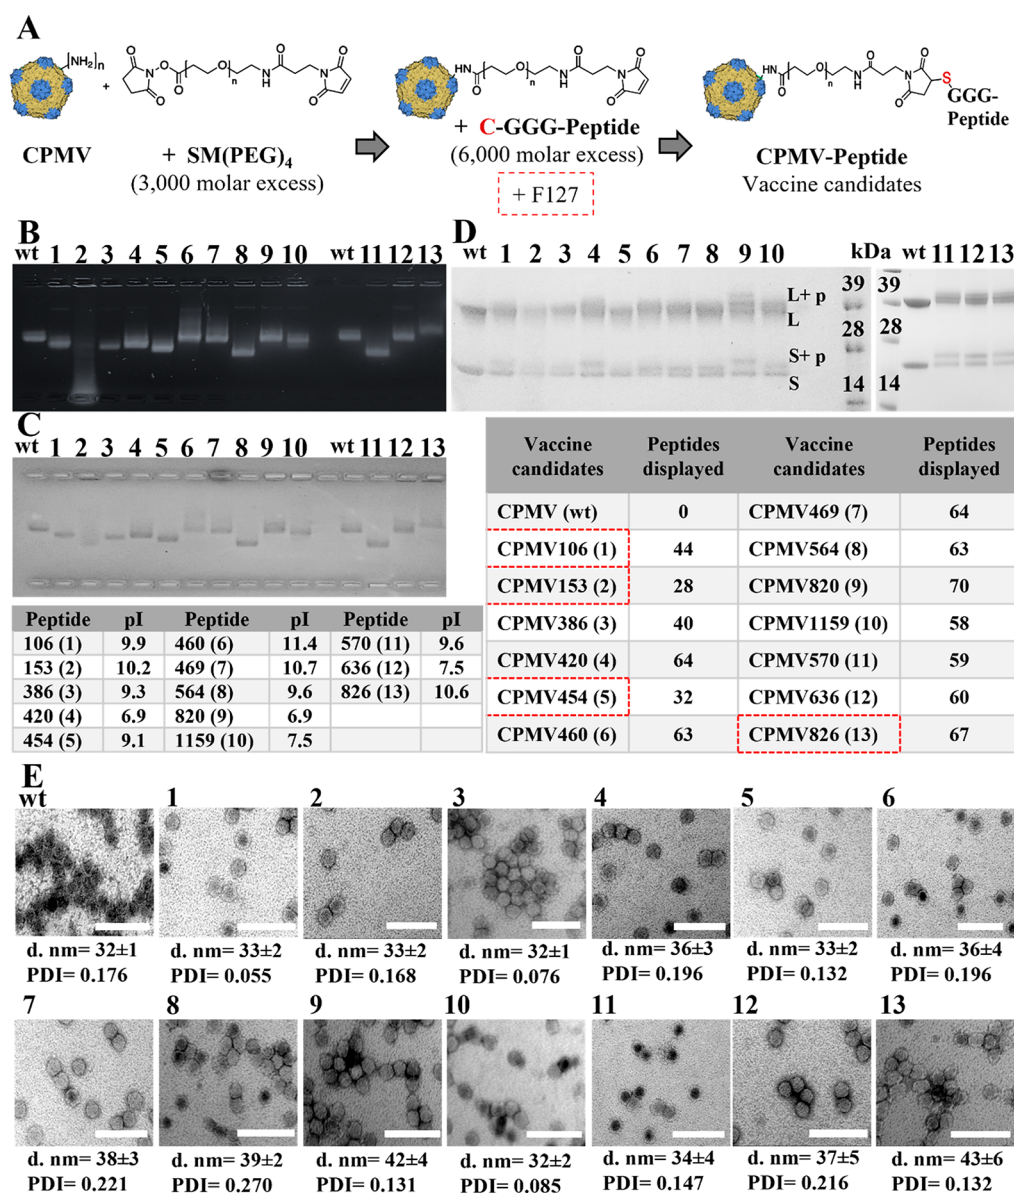 A
[NH₂]n
+
CPMV
+ SM(PEG)₄
(3,000 molar excess)
+ C-GGG-Peptide
(6,000 molar excess)
+ F127
S
GGG-
Peptide
CPMV-Peptide
Vaccine candidates
B
wt 1 2 3 4 5 6 7 8 9 10 wt 11 12 13
D
wt 1 2 3 4 5 6 7 8 9 10 kDa wt 11 12 13
L+ p
L
S+ p
S
39
28
14
39
28
14
C
wt 1 2 3 4 5 6 7 8 9 10 wt 11 12 13
Peptide pI Peptide pI Peptide pI
106 (1) 9.9 460 (6) 11.4 570 (11) 9.6
153 (2) 10.2 469 (7) 10.7 636 (12) 7.5
386 (3) 9.3 564 (8) 9.6 826 (13) 10.6
420 (4) 6.9 820 (9) 6.9
454 (5) 9.1 1159 (10) 7.5
Vaccine candidates Peptides displayed Vaccine candidates Peptides displayed
CPMV (wt) 0 CPMV469 (7) 64
CPMV106 (1) 44 CPMV564 (8) 63
CPMV153 (2) 28 CPMV820 (9) 70
CPMV386 (3) 40 CPMV1159 (10) 58
CPMV420 (4) 64 CPMV570 (11) 59
CPMV454 (5) 32 CPMV636 (12) 60
CPMV460 (6) 63 CPMV826 (13) 67
E
wt 1 2 3 4 5 6
d. nm= 32±1 d. nm= 33±2 d. nm= 33±2 d. nm= 32±1 d. nm= 36±3 d. nm= 33±2 d. nm= 36±4
PDI= 0.176 PDI= 0.055 PDI= 0.168 PDI= 0.076 PDI= 0.196 PDI= 0.132 PDI= 0.196
7 8 9 10 11 12 13
d. nm= 38±3 d. nm= 39±2 d. nm= 42±4 d. nm= 32±2 d. nm= 34±4 d. nm= 37±5 d. nm= 43±6
PDI= 0.221 PDI= 0.270 PDI= 0.131 PDI= 0.085 PDI= 0.147 PDI= 0.216 PDI= 0.132